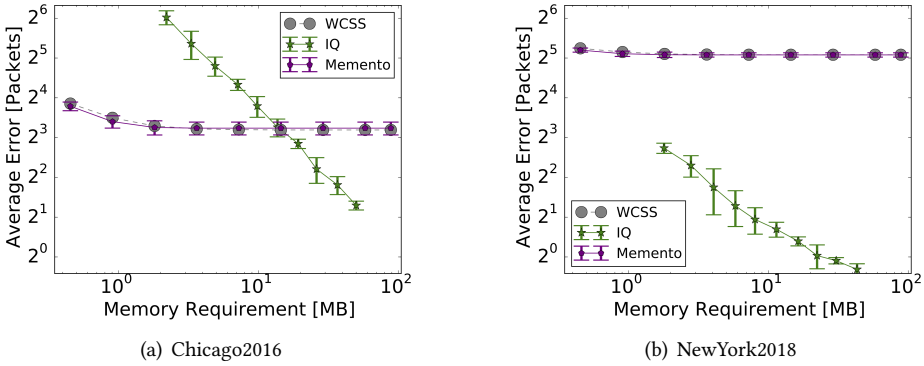 2^6
2^5
2^4
2^3
2^2
2^1
2^0
Average Error [Packets]
WCSS
IQ
Memento
10^0
10^1
10^2
Memory Requirement [MB]
(a) Chicago2016
2^6
2^5
2^4
2^3
2^2
2^1
2^0
Average Error [Packets]
WCSS
IQ
Memento
10^0
10^1
10^2
Memory Requirement [MB]
(b) NewYork2018